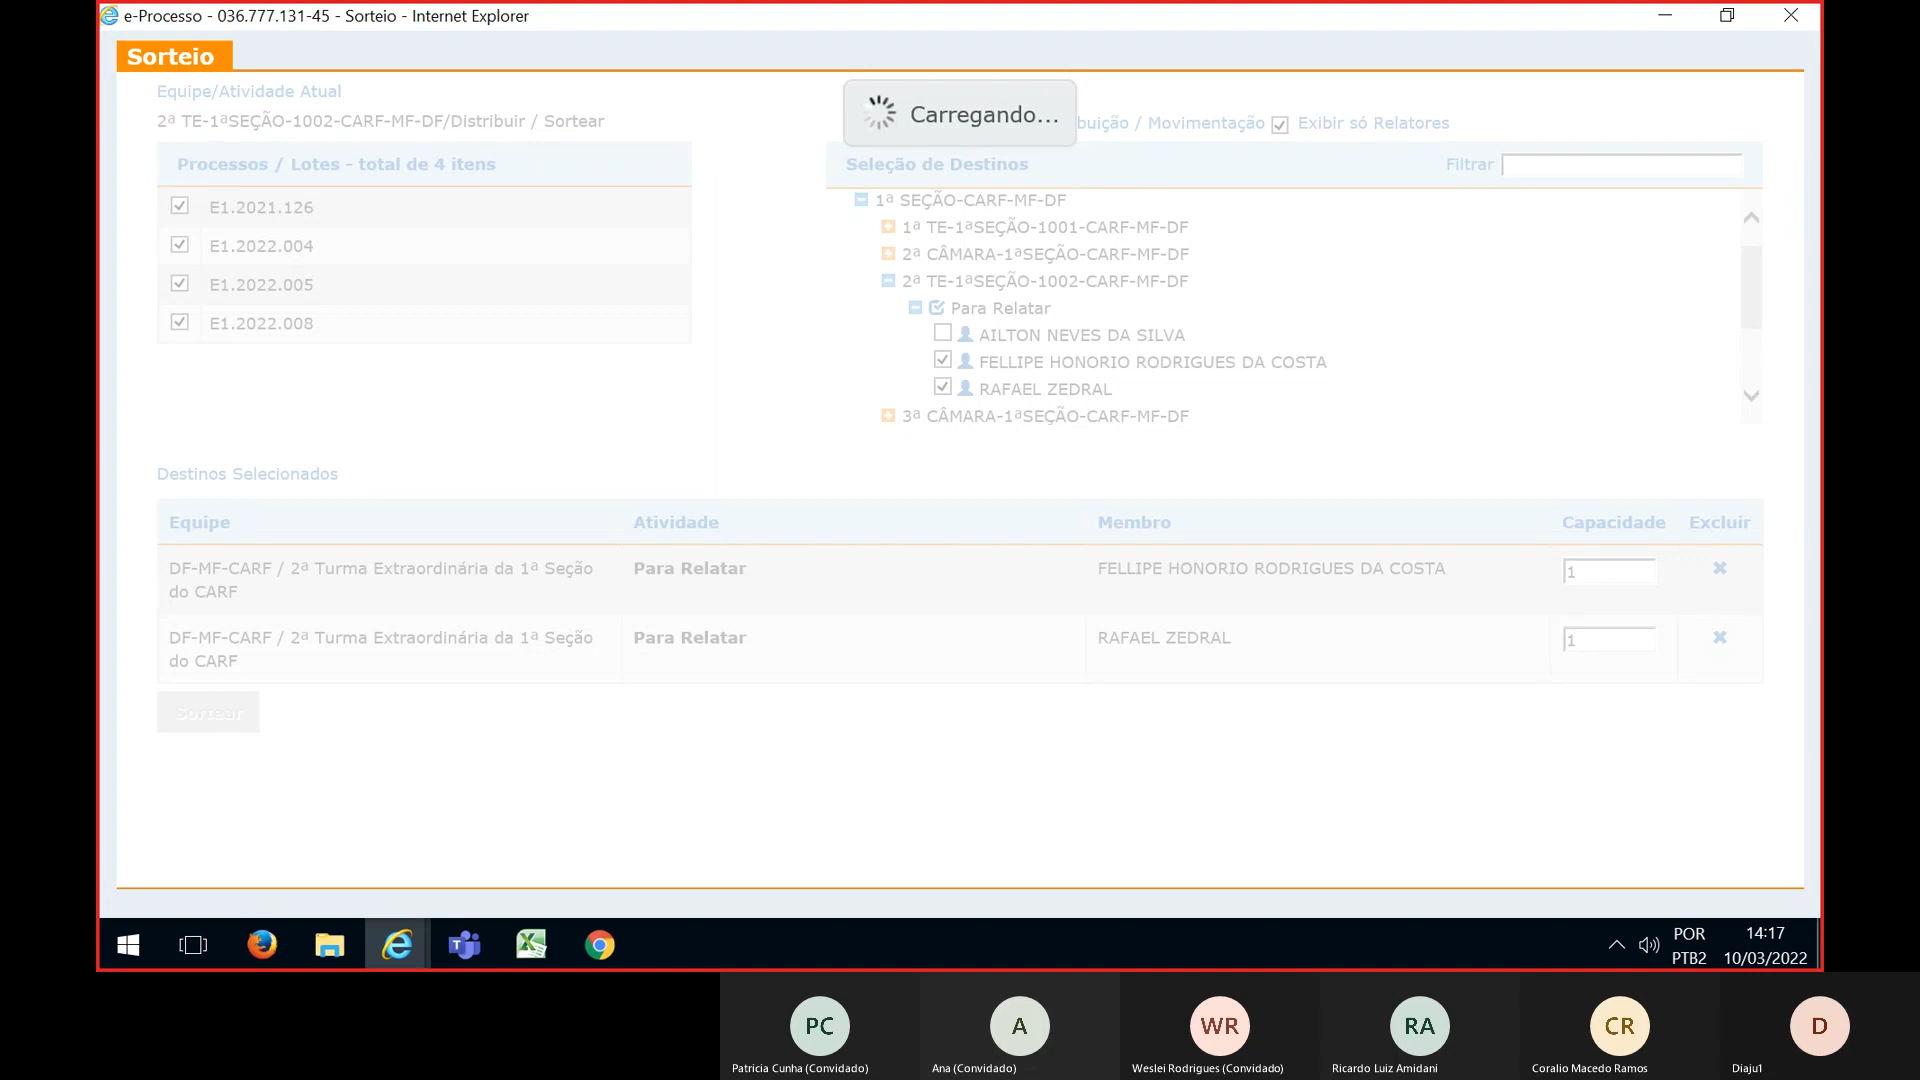 e-Processo - 036.777.131-45 - Sorteio - Internet Explorer
Sorteio
Equipe/Atividade Atual
2ª TE-1ªSEÇÃO-1002-CARF-MF-DF/Distribuir / Sortear
Carregando...
buição / Movimentação
Exibir só Relatores
Processos / Lotes - total de 4 itens
E1.2021.126
E1.2022.004
E1.2022.005
E1.2022.008
Seleção de Destinos
Filtrar
1ª SEÇÃO-CARF-MF-DF
1ª TE-1ªSEÇÃO-1001-CARF-MF-DF
2ª CÂMARA-1ªSEÇÃO-CARF-MF-DF
2ª TE-1ªSEÇÃO-1002-CARF-MF-DF
Para Relatar
AILTON NEVES DA SILVA
FELLIPE HONORIO RODRIGUES DA COSTA
RAFAEL ZEDRAL
3ª CÂMARA-1ªSEÇÃO-CARF-MF-DF
Destinos Selecionados
Equipe Atividade Membro Capacidade Excluir
DF-MF-CARF / 2ª Turma Extraordinária da 1ª Seção Para Relatar FELLIPE HONORIO RODRIGUES DA COSTA 1
do CARF
DF-MF-CARF / 2ª Turma Extraordinária da 1ª Seção Para Relatar RAFAEL ZEDRAL 1
do CARF
Sortear
POR 14:17
PTB2 10/03/2022
PC A WR RA CR D
Patricia Cunha (Convidado) Ana (Convidado) Weslei Rodrigues (Convidado) Ricardo Luiz Amidani Coralio Macedo Ramos Diaju1